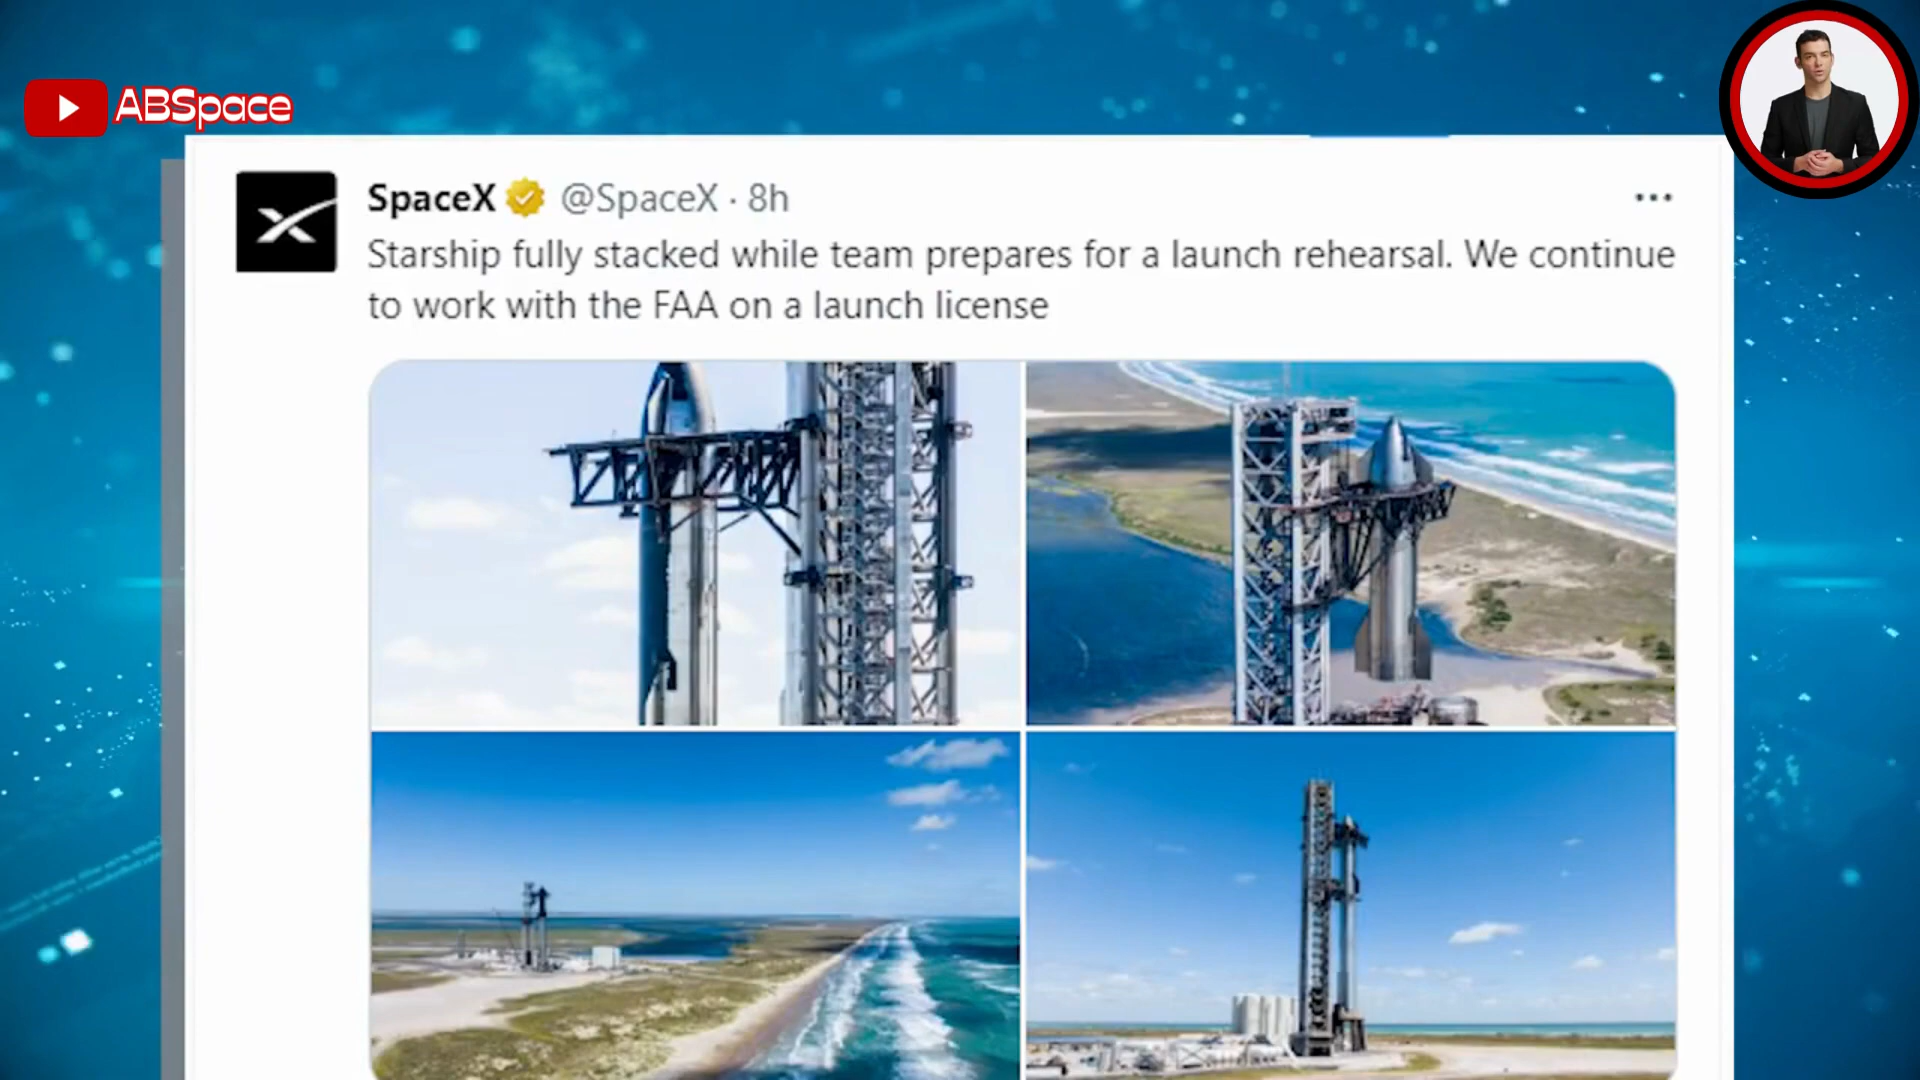 ABSpace
SpaceX @SpaceX · 8h
Starship fully stacked while team prepares for a launch rehearsal. We continue
to work with the FAA on a launch license